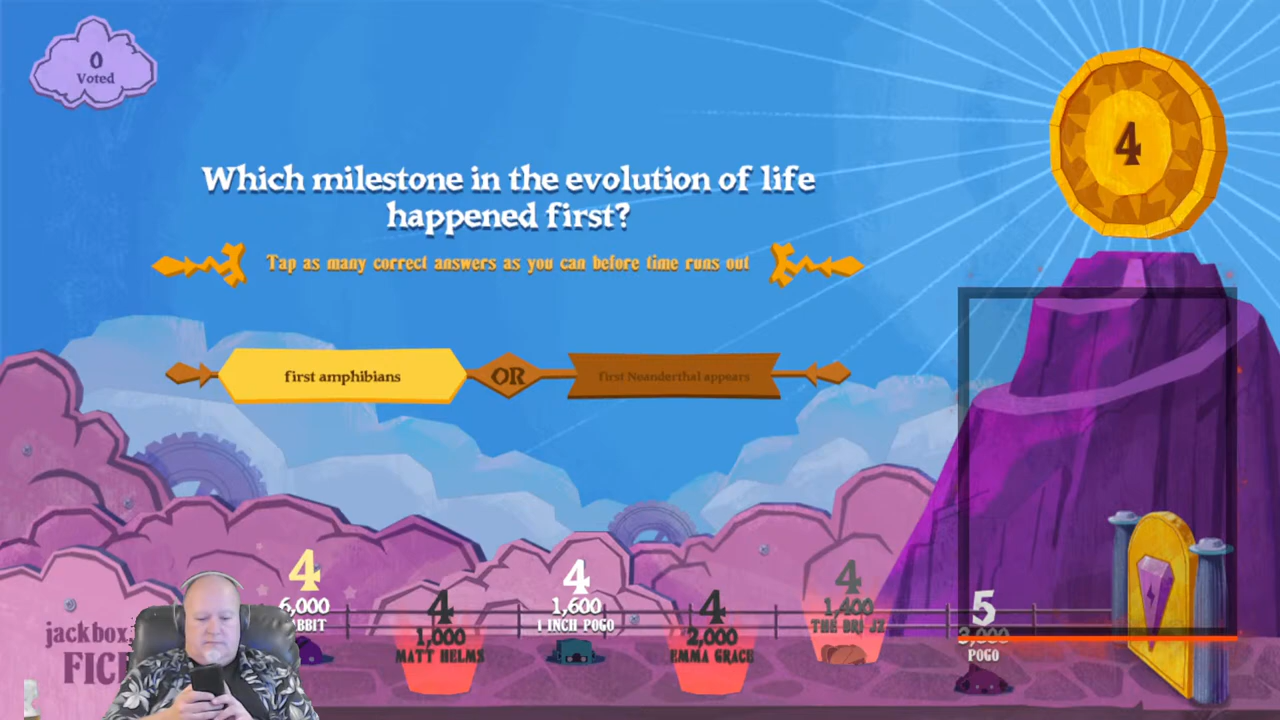 0
Voted
4
Which milestone in the evolution of life
happened first?
Tap as many correct answers as you can before time runs out
first amphibians
OR
first Neanderthal appears
4
6,000
4
1,000
MATT HELMS
4
1,600
1 INCH POGO
4
2,000
EMMA GRACE
4
1,400
THE BRI JZ
5
3,000
POGO
jackbox